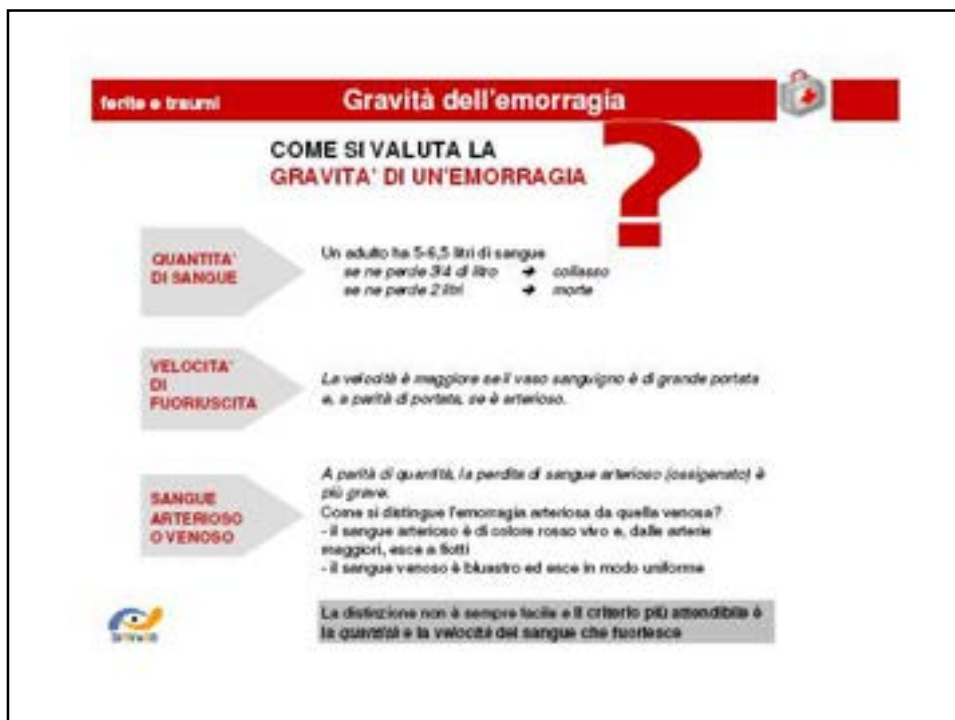 ferite e traumi
Gravità dell'emorragia
COME SI VALUTA LA
GRAVITA' DI UN'EMORRAGIA
?
QUANTITA'
DI SANGUE
Un adulto ha 5-6,5 litri di sangue
se ne perde 3/4 di litro ➔ collasso
se ne perde 2 litri ➔ morte
VELOCITA'
DI
FUORIUSCITA
La velocità è maggiore se il vaso sanguigno è di grande portata
e, a parità di portata, se è arterioso.
SANGUE
ARTERIOSO
O VENOSO
A parità di quantità, la perdita di sangue arterioso (ossigenato) è
più grave.
Come si distingue l'emorragia arteriosa da quella venosa?
- il sangue arterioso è di colore rosso vivo e, dalle arterie
maggiori, esce a fiotti
- il sangue venoso è bluastro ed esce in modo uniforme
La distinzione non è sempre facile e il criterio più attendibile è
la quantità e la velocità del sangue che fuoriesce